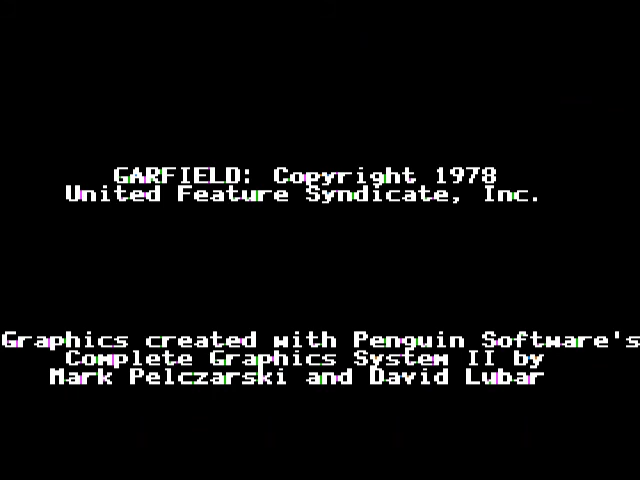 GARFIELD: Copyright 1978
United Feature Syndicate, Inc.
Graphics created with Penguin Software's
Complete Graphics System II by
Mark Pelczarski and David Lubar